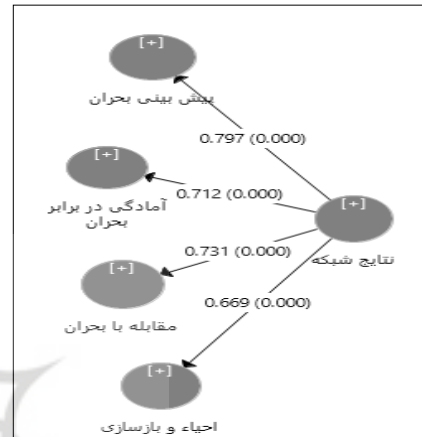 [+]
پیش بینی بحران
0.797 (0.000)
[+]
آمادگی در برابر
بحران
0.712 (0.000)
[+]
نتایج شبکه
0.731 (0.000)
[+]
مقابله با بحران
0.669 (0.000)
[+]
احیاء و بازسازی